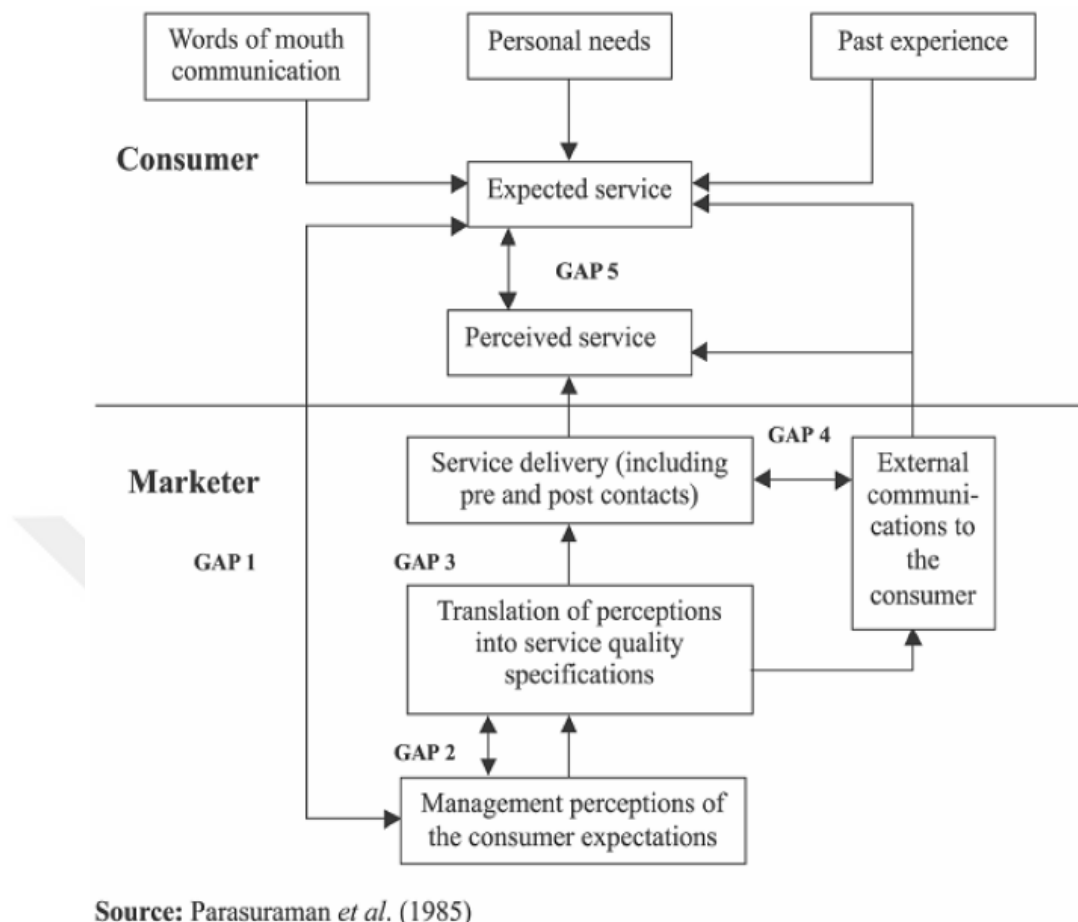 Words of mouth
communication
Personal needs
Past experience
Consumer
Expected service
GAP 5
Perceived service
GAP 4
Marketer
Service delivery (including
pre and post contacts)
External
communi-
cations to
the
consumer
GAP 1
GAP 3
Translation of perceptions
into service quality
specifications
GAP 2
Management perceptions of
the consumer expectations
Source: Parasuraman et al. (1985)